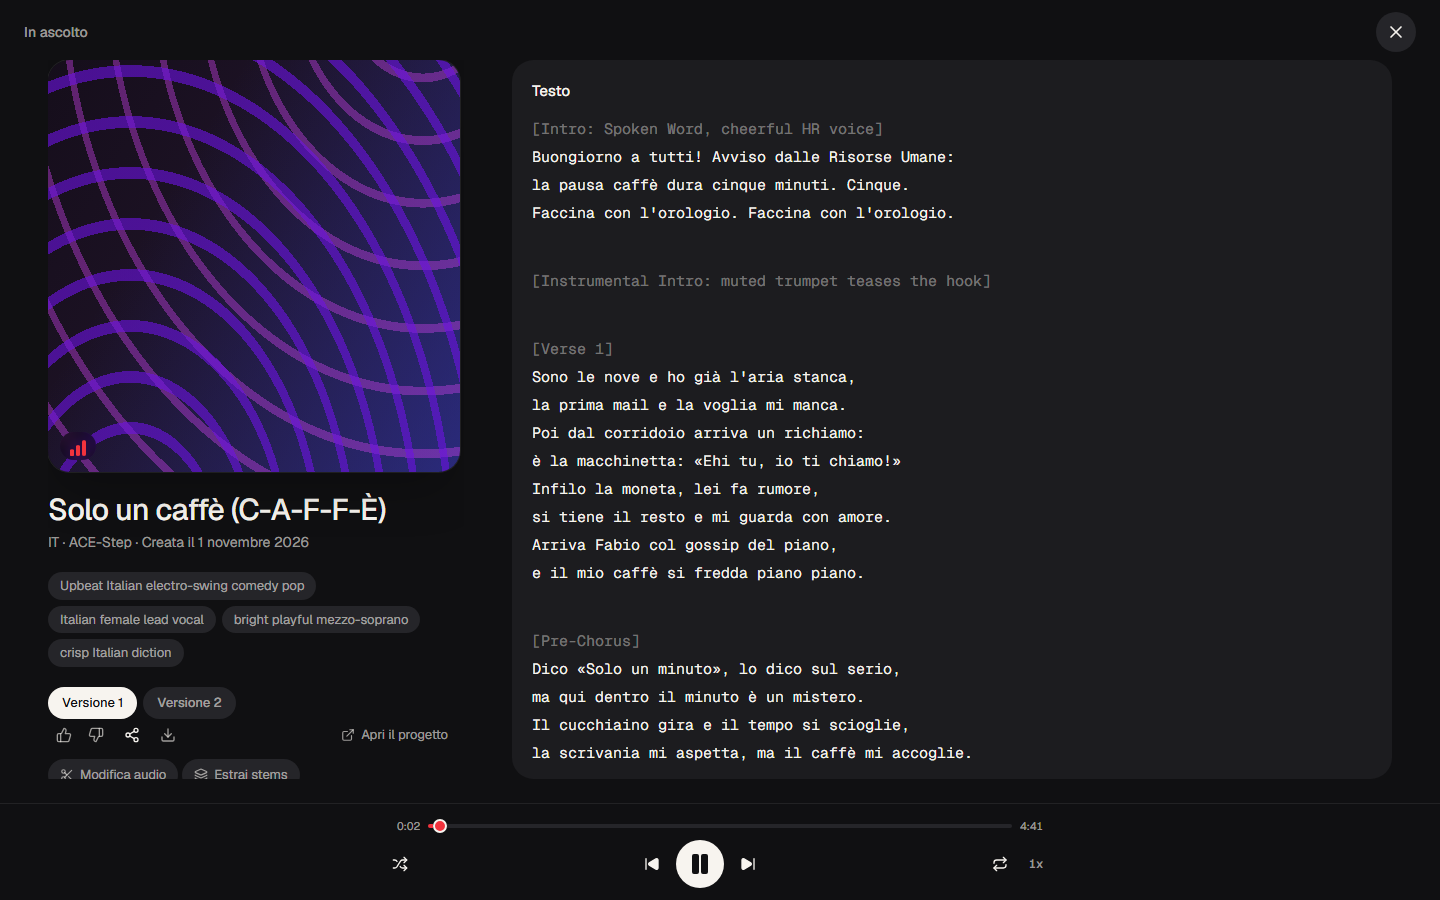 In ascolto
Solo un caffè (C-A-F-F-È)
IT · ACE-Step · Creata il 1 novembre 2026
Upbeat Italian electro-swing comedy pop
Italian female lead vocal
bright playful mezzo-soprano
crisp Italian diction
Versione 1
Versione 2
Apri il progetto
Modifica audio
Estrai stems
Testo
[Intro: Spoken Word, cheerful HR voice]
Buongiorno a tutti! Avviso dalle Risorse Umane:
la pausa caffè dura cinque minuti. Cinque.
Faccina con l'orologio. Faccina con l'orologio.
[Instrumental Intro: muted trumpet teases the hook]
[Verse 1]
Sono le nove e ho già l'aria stanca,
la prima mail e la voglia mi manca.
Poi dal corridoio arriva un richiamo:
è la macchinetta: «Ehi tu, io ti chiamo!»
Infilo la moneta, lei fa rumore,
si tiene il resto e mi guarda con amore.
Arriva Fabio col gossip del piano,
e il mio caffè si fredda piano piano.
[Pre-Chorus]
Dico «Solo un minuto», lo dico sul serio,
ma qui dentro il minuto è un mistero.
Il cucchiaino gira e il tempo si scioglie,
la scrivania mi aspetta, ma il caffè mi accoglie.
0:02
4:41
1x